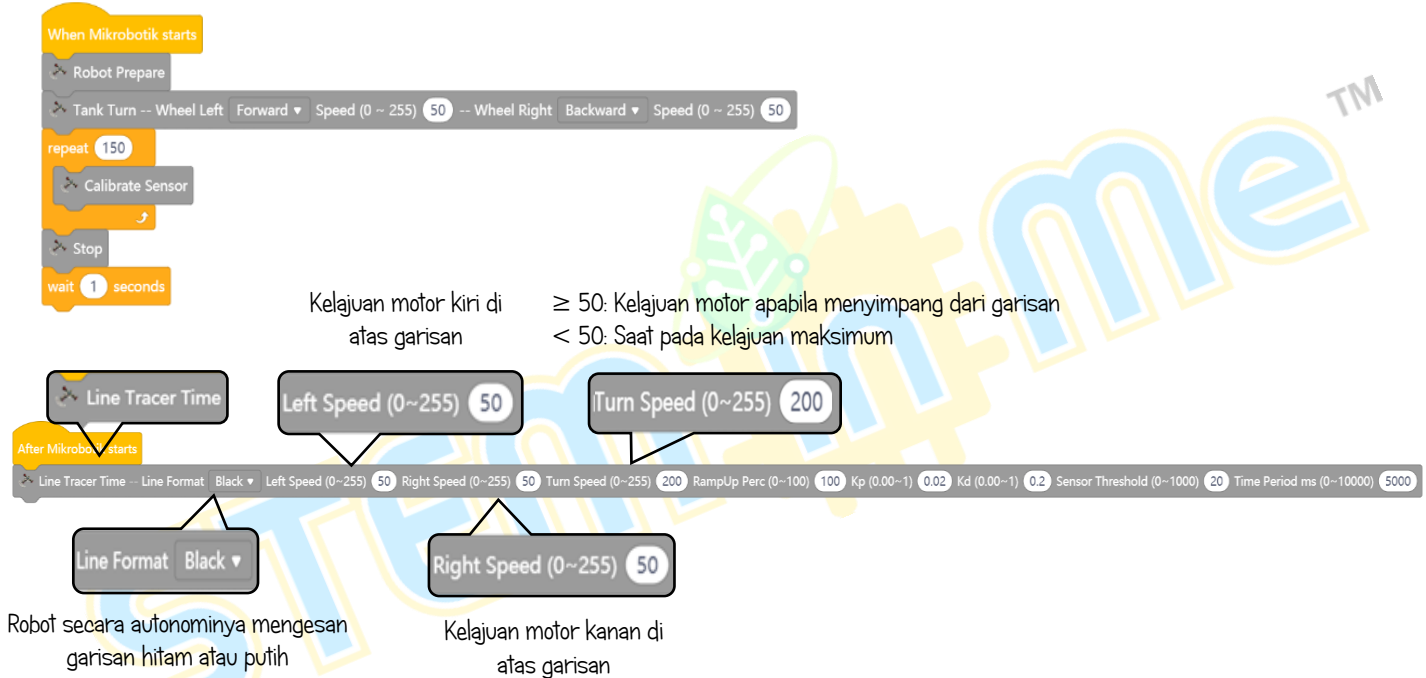 When Mikrobotik starts
Robot Prepare
Tank Turn -- Wheel Left Forward ▾ Speed (0 ~ 255) 50 -- Wheel Right Backward ▾ Speed (0 ~ 255) 50
repeat 150
Calibrate Sensor
Stop
wait 1 seconds
Kelajuan motor kiri di
atas garisan
≥ 50: Kelajuan motor apabila menyimpang dari garisan
< 50: Saat pada kelajuan maksimum
Line Tracer Time
Left Speed (0~255) 50
Turn Speed (0~255) 200
After Mikrobotik starts
Line Tracer Time -- Line Format Black ▾ Left Speed (0~255) 50 Right Speed (0~255) 50 Turn Speed (0~255) 200 RampUp Perc (0~100) 100 Kp (0.00~1) 0.02 Kd (0.00~1) 0.2 Sensor Threshold (0~1000) 20 Time Period ms (0~10000) 5000
Line Format Black ▾
Right Speed (0~255) 50
Robot secara autonominya mengesan
garisan hitam atau putih
Kelajuan motor kanan di
atas garisan
STEM in me
TM